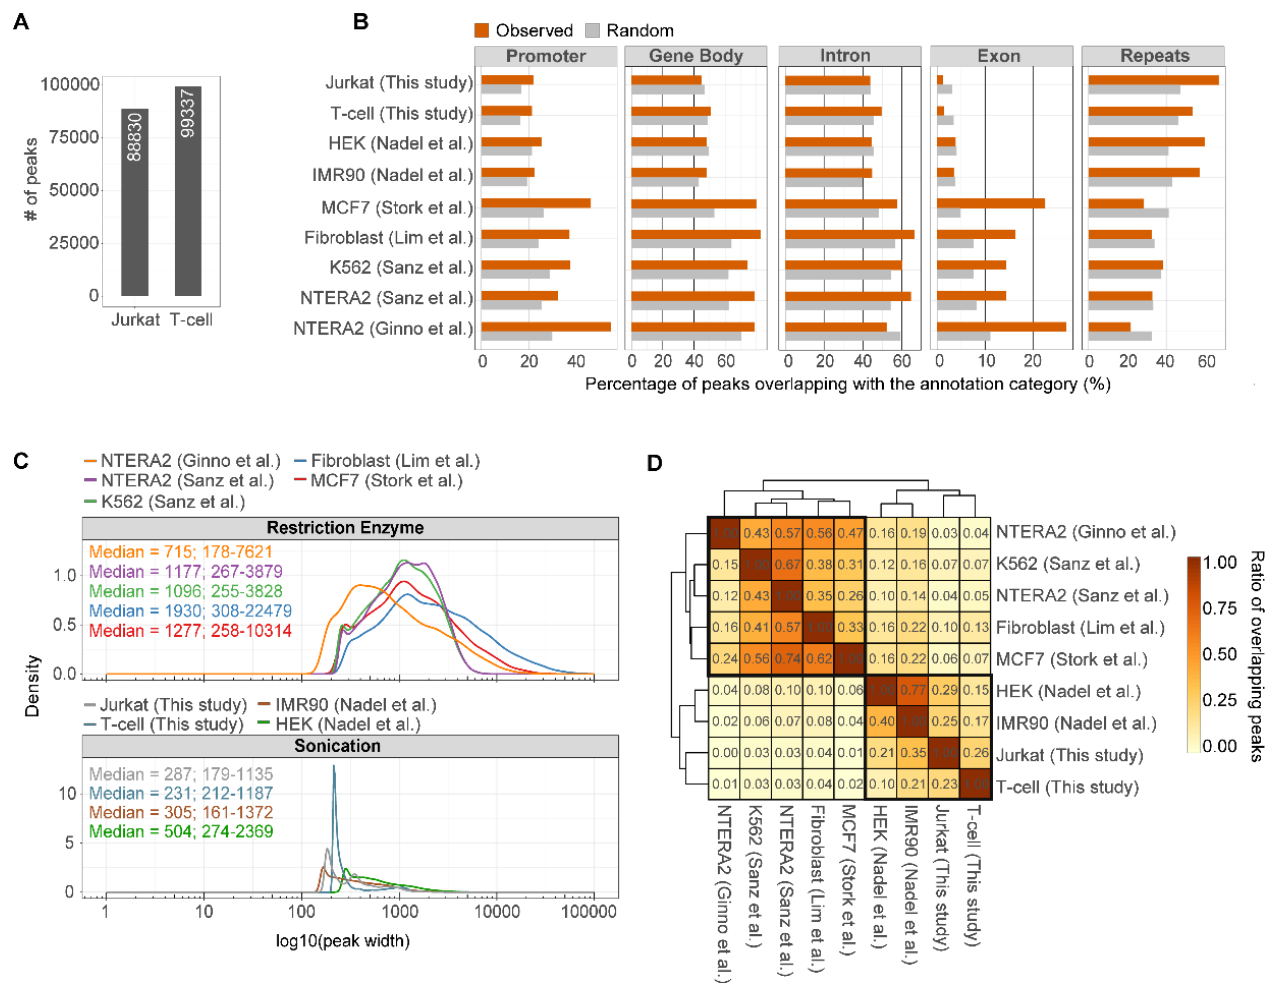 A
100000
75000
50000
25000
0
# of peaks
88830
99337
Jurkat T-cell
B
Observed Random
Promoter Gene Body Intron Exon Repeats
Jurkat (This study)
T-cell (This study)
HEK (Nadel et al.)
IMR90 (Nadel et al.)
MCF7 (Stork et al.)
Fibroblast (Lim et al.)
K562 (Sanz et al.)
NTERA2 (Sanz et al.)
NTERA2 (Ginno et al.)
0 20 40 0 20 40 60 80 0 20 40 60 0 10 20 0 20 40 60
Percentage of peaks overlapping with the annotation category (%)
C
NTERA2 (Ginno et al.) Fibroblast (Lim et al.)
NTERA2 (Sanz et al.) MCF7 (Stork et al.)
K562 (Sanz et al.)
Restriction Enzyme
Median = 715; 178-7621
Median = 1177; 267-3879
Median = 1096; 255-3828
Median = 1930; 308-22479
Median = 1277; 258-10314
1.0
0.5
0.0
Density
Jurkat (This study) IMR90 (Nadel et al.)
T-cell (This study) HEK (Nadel et al.)
Sonication
Median = 287; 179-1135
Median = 231; 212-1187
Median = 305; 161-1372
Median = 504; 274-2369
10
5
0
1 10 100 1000 10000 100000
log10(peak width)
D
1.00 0.43 0.57 0.56 0.47 0.16 0.19 0.03 0.04 NTERA2 (Ginno et al.)
0.15 1.00 0.67 0.38 0.31 0.12 0.16 0.07 0.07 K562 (Sanz et al.)
0.12 0.43 1.00 0.35 0.26 0.10 0.14 0.04 0.05 NTERA2 (Sanz et al.)
0.16 0.41 0.57 1.00 0.33 0.16 0.22 0.10 0.13 Fibroblast (Lim et al.)
0.24 0.56 0.74 0.62 1.00 0.16 0.22 0.06 0.07 MCF7 (Stork et al.)
0.04 0.08 0.10 0.10 0.06 1.00 0.77 0.29 0.15 HEK (Nadel et al.)
0.02 0.06 0.07 0.08 0.04 0.40 1.00 0.25 0.17 IMR90 (Nadel et al.)
0.00 0.03 0.03 0.04 0.01 0.21 0.35 1.00 0.26 Jurkat (This study)
0.01 0.03 0.03 0.04 0.02 0.10 0.21 0.23 1.00 T-cell (This study)
NTERA2 (Ginno et al.)
K562 (Sanz et al.)
NTERA2 (Sanz et al.)
Fibroblast (Lim et al.)
MCF7 (Stork et al.)
HEK (Nadel et al.)
IMR90 (Nadel et al.)
Jurkat (This study)
T-cell (This study)
1.00
0.75
0.50
0.25
0.00
Ratio of overlapping peaks